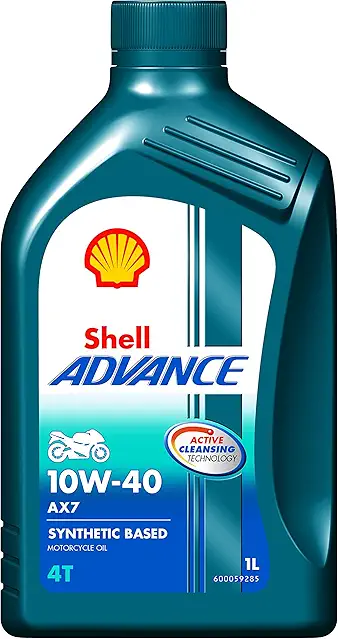 Shell
ADVANCE
ACTIVE
CLEANSING
TECHNOLOGY
10W-40
AX7
SYNTHETIC BASED
MOTORCYCLE OIL
4T
1L
600059285